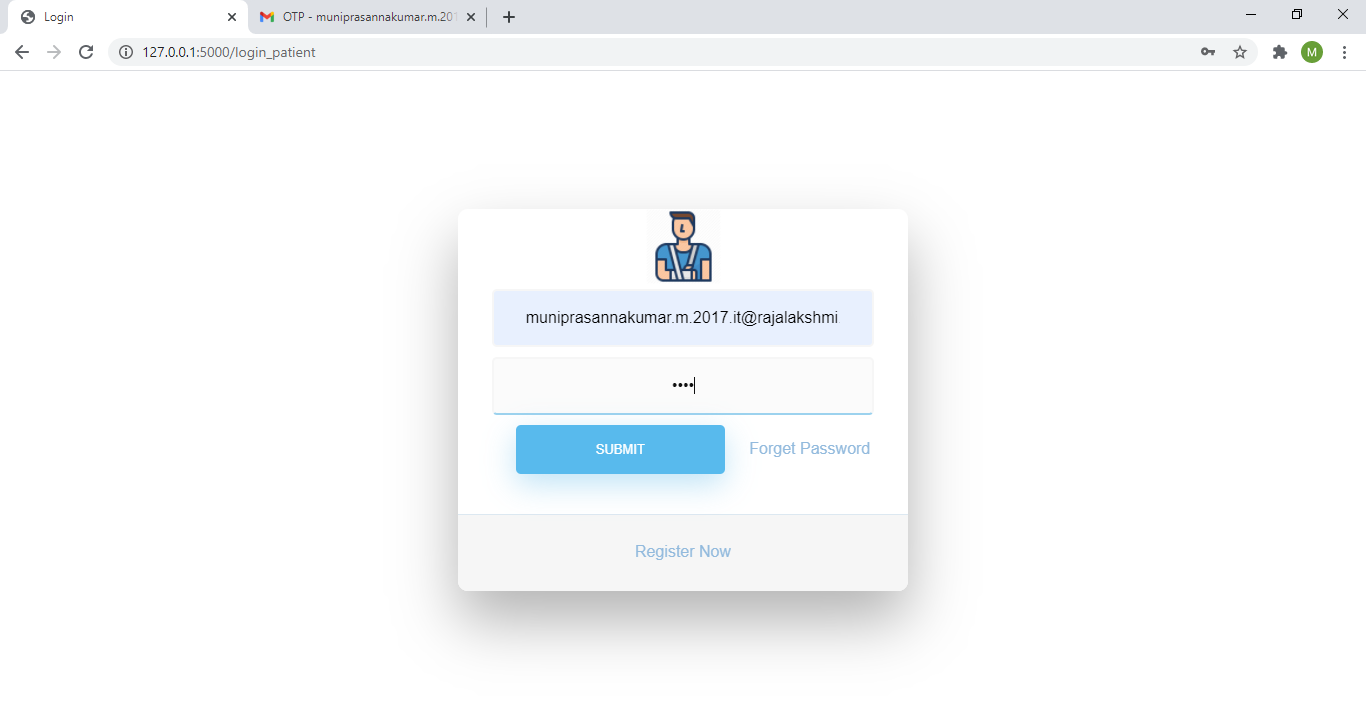 Login
OTP - muniprasannakumar.m.201
127.0.0.1:5000/login_patient
M
muniprasannakumar.m.2017.it@rajalakshmi
••••
SUBMIT
Forget Password
Register Now